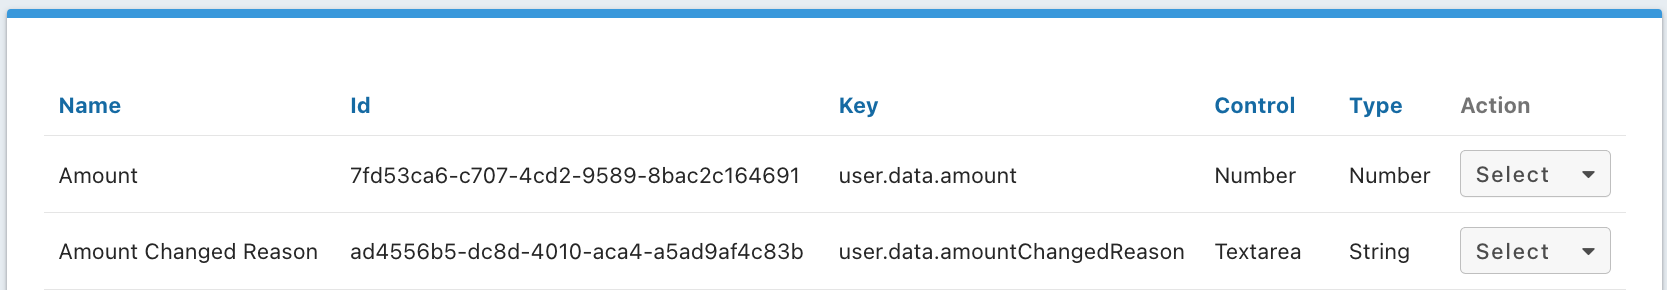 Name Id Key Control Type Action
Amount 7fd53ca6-c707-4cd2-9589-8bac2c164691 user.data.amount Number Number Select
Amount Changed Reason ad4556b5-dc8d-4010-aca4-a5ad9af4c83b user.data.amountChangedReason Textarea String Select